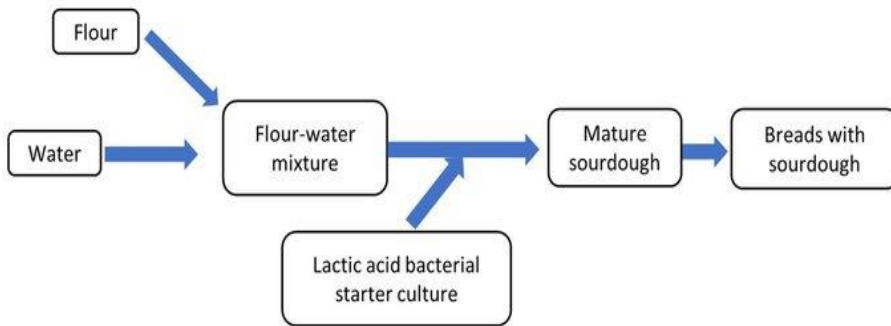 Flour
Water
Flour-water
mixture
Lactic acid bacterial
starter culture
Mature
sourdough
Breads with
sourdough